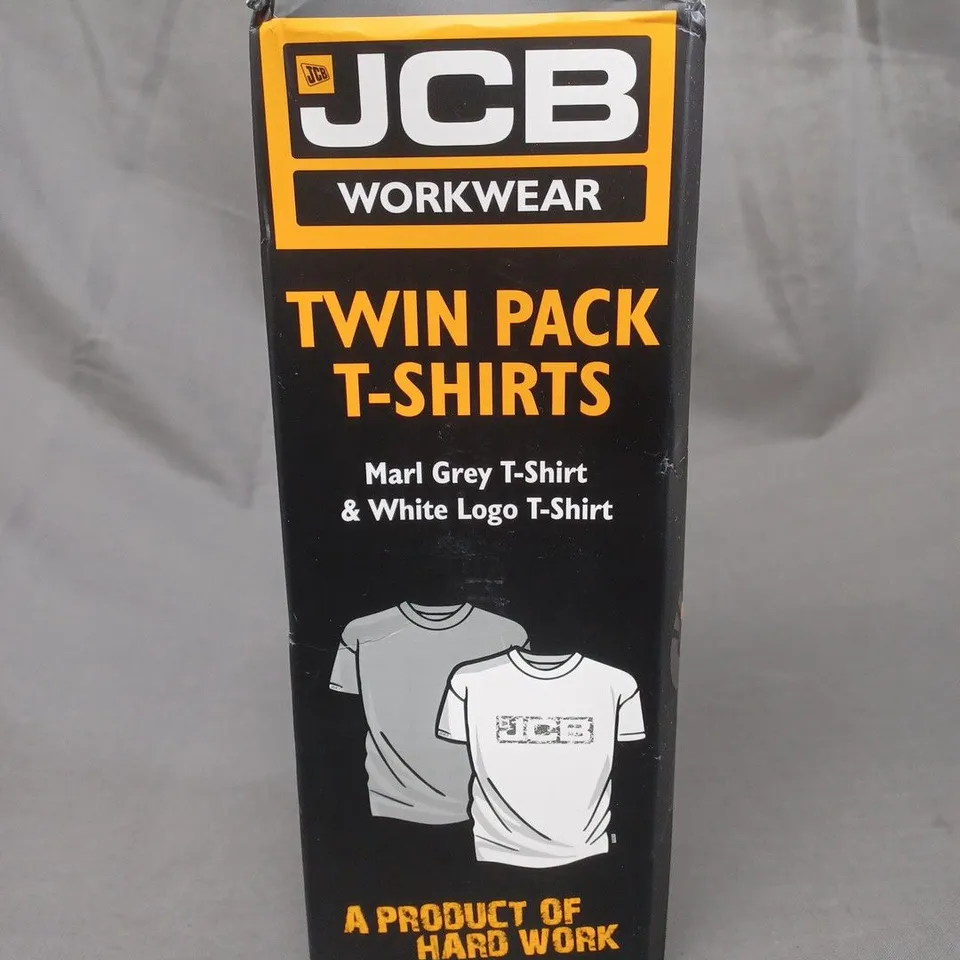 JCB
JCB
WORKWEAR
TWIN PACK
T-SHIRTS
Marl Grey T-Shirt
& White Logo T-Shirt
JCB
A PRODUCT OF
HARD WORK